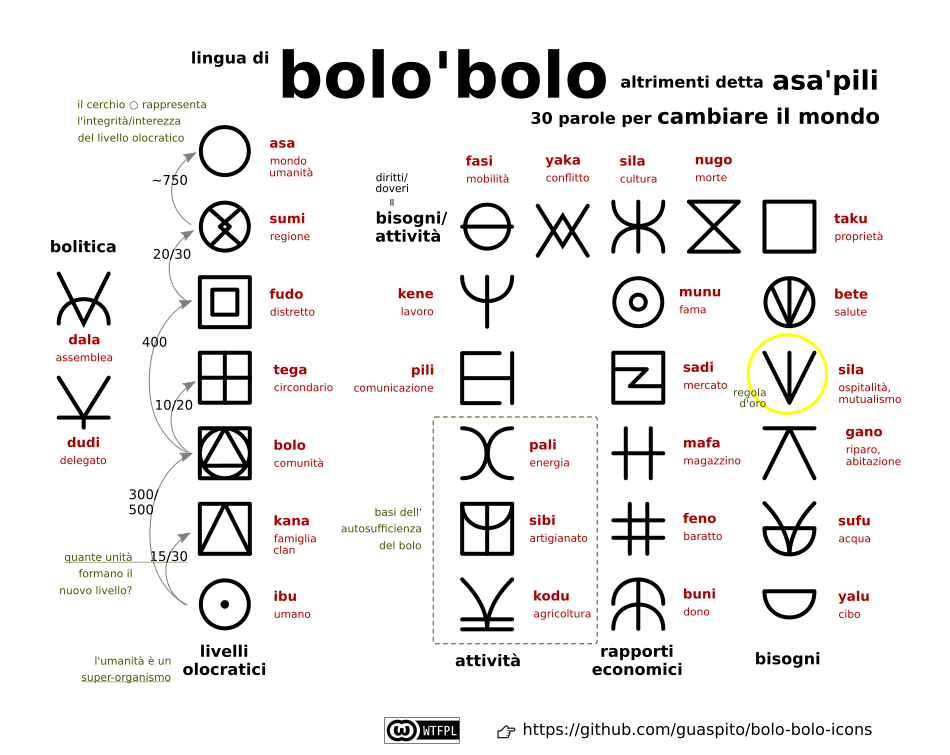 lingua di bolo'bolo altrimenti detta asa'pili
30 parole per cambiare il mondo
il cerchio ○ rappresenta
l'integrità/interezza
del livello olocratico
asa
mondo
umanità
~750
sumi
regione
20/30
fudo
distretto
400
tega
circondario
10/20
bolo
comunità
300/
500
kana
famiglia
clan
15/30
ibu
umano
quante unità
formano il
nuovo livello?
livelli
olocratici
l'umanità è un
super-organismo
bolitica
dala
assemblea
dudi
delegato
diritti/
doveri
=
bisogni/
attività
fasi
mobilità
yaka
conflitto
sila
cultura
nugo
morte
taku
proprietà
kene
lavoro
munu
fama
bete
salute
pili
comunicazione
sadi
mercato
regola
d'oro
sila
ospitalità,
mutualismo
pali
energia
mafa
magazzino
gano
riparo,
abitazione
basi dell'
autosufficienza
del bolo
sibi
artigianato
feno
baratto
sufu
acqua
kodu
agricoltura
buni
dono
yalu
cibo
attività
rapporti
economici
bisogni
WTFPL
https://github.com/guaspito/bolo-bolo-icons